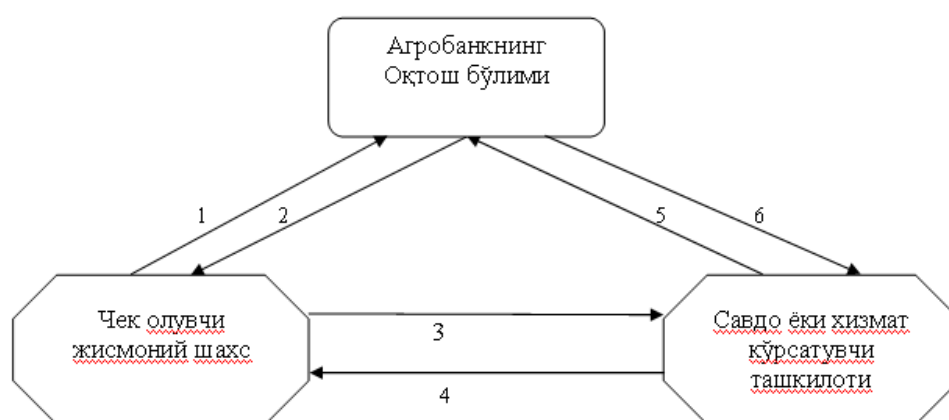 Агробанкнинг
Оқтош бўлими
1
2
5
6
Чек олувчи
жисмоний шахс
3
4
Савдо ёки хизмат
кўрсатувчи
ташкилоти